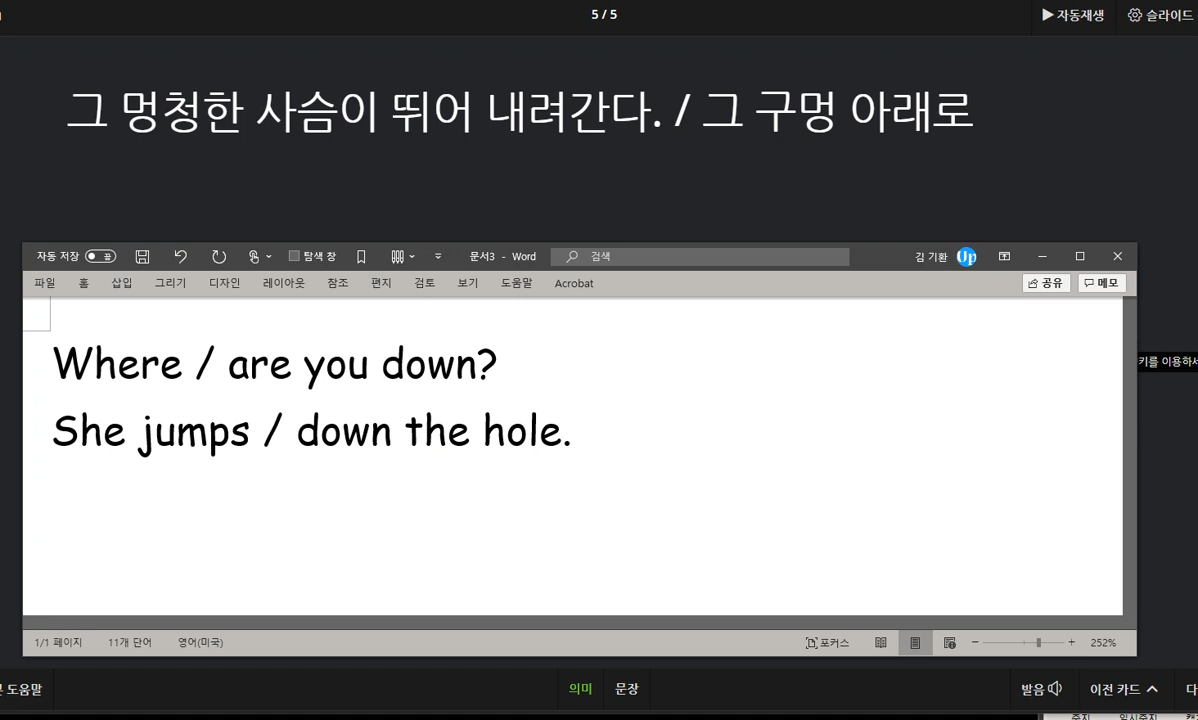 5 / 5
▶ 자동재생
슬라이드
그 멍청한 사슴이 뛰어 내려간다. / 그 구멍 아래로
자동 저장
끔
탐색 창
문서3 - Word
검색
김 기환
Up
파일 홈 삽입 그리기 디자인 레이아웃 참조 편지 검토 보기 도움말 Acrobat
공유
메모
Where / are you down?
키를 이용하세
She jumps / down the hole.
1/1 페이지 11개 단어 영어(미국)
포커스
252%
도움말
의미
문장
발음
이전 카드
다